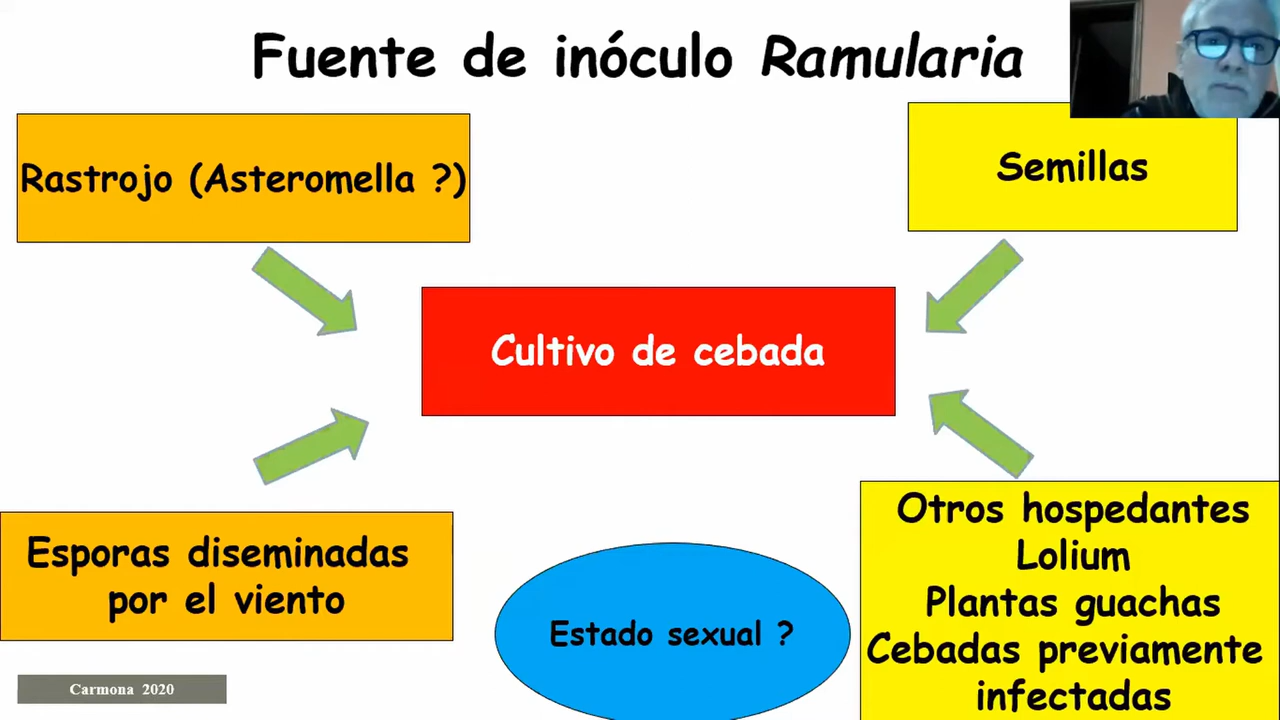 Fuente de inóculo Ramularia
Rastrojo (Asteromella ?)
Semillas
Cultivo de cebada
Esporas diseminadas
por el viento
Estado sexual ?
Otros hospedantes
Lolium
Plantas guachas
Cebadas previamente
infectadas
Carmona 2020